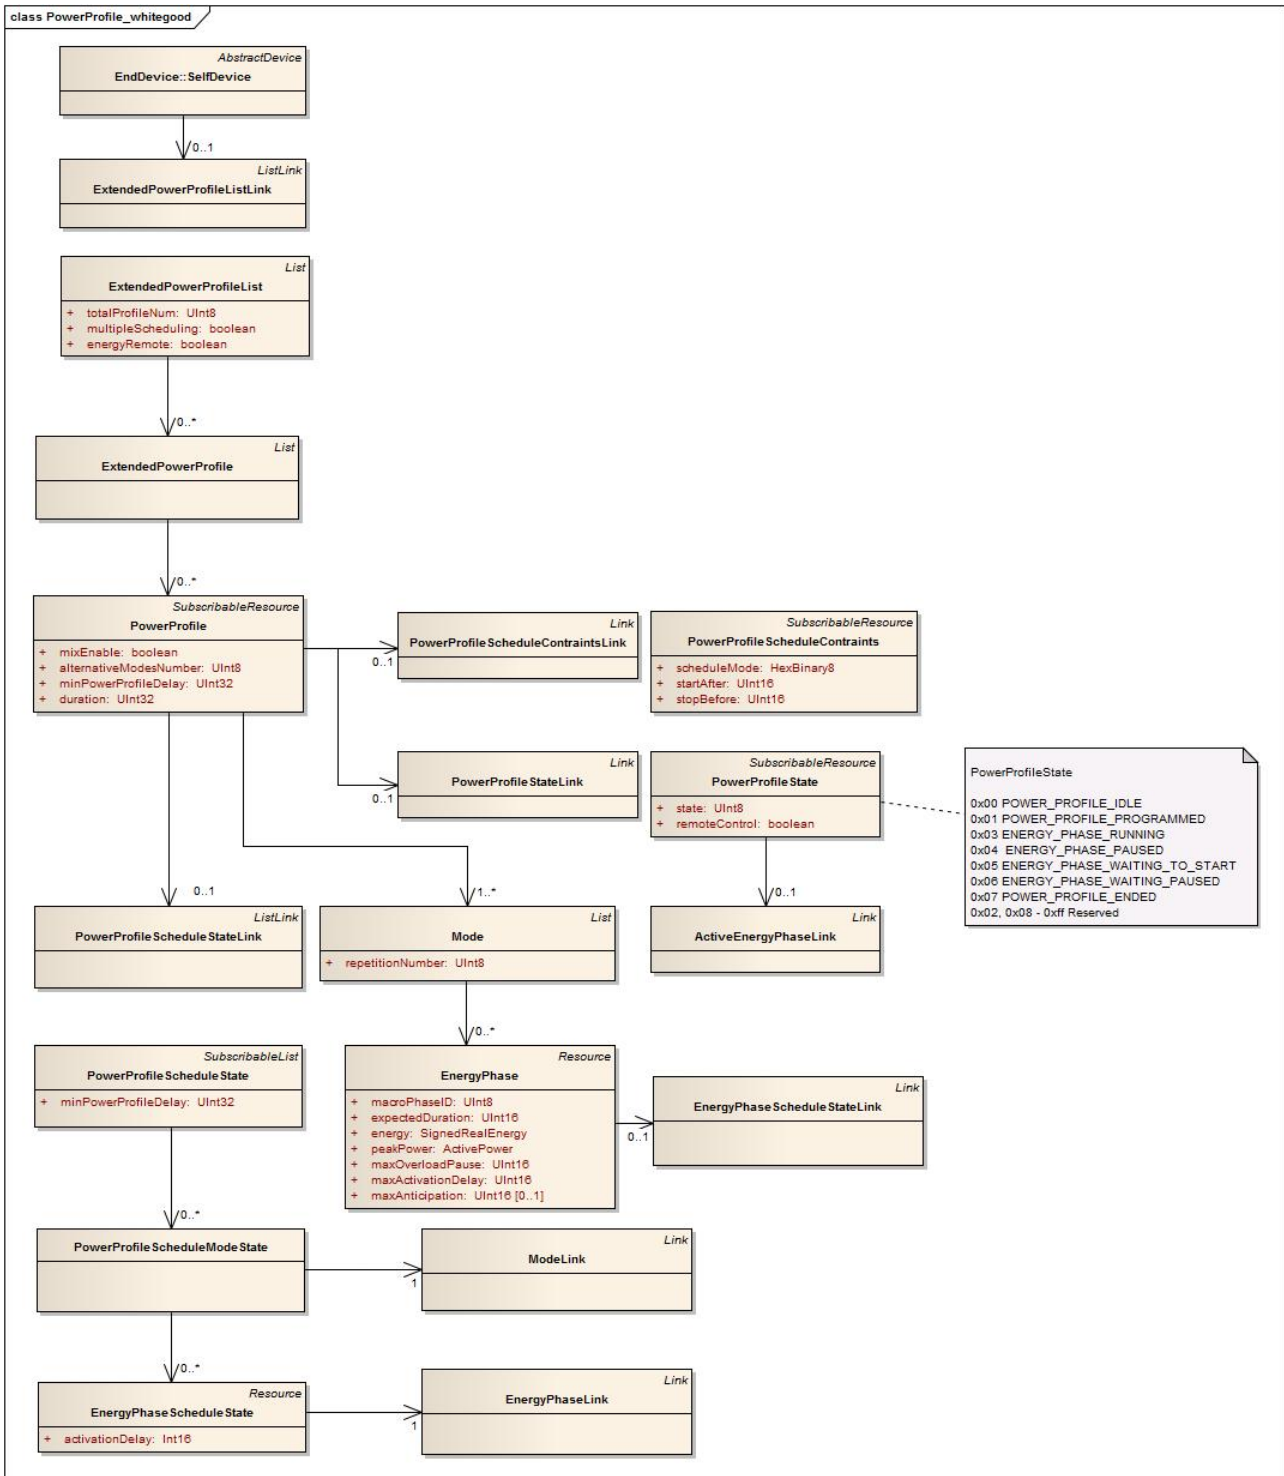 class PowerProfile_whitegood
AbstractDevice
EndDevice::SelfDevice
0..1
ListLink
ExtendedPowerProfileListLink
List
ExtendedPowerProfileList
+ totalProfileNum: UInt8
+ multipleScheduling: boolean
+ energyRemote: boolean
0..*
List
ExtendedPowerProfile
0..*
SubscribableResource
PowerProfile
+ mixEnable: boolean
+ alternativeModesNumber: UInt8
+ minPowerProfileDelay: UInt32
+ duration: UInt32
Link
PowerProfileScheduleContraintsLink
0..1
SubscribableResource
PowerProfileScheduleContraints
+ scheduleMode: HexBinary8
+ startAfter: UInt16
+ stopBefore: UInt16
Link
PowerProfileStateLink
0..1
SubscribableResource
PowerProfileState
+ state: UInt8
+ remoteControl: boolean
PowerProfileState
0x00 POWER_PROFILE_IDLE
0x01 POWER_PROFILE_PROGRAMMED
0x03 ENERGY_PHASE_RUNNING
0x04 ENERGY_PHASE_PAUSED
0x05 ENERGY_PHASE_WAITING_TO_START
0x06 ENERGY_PHASE_WAITING_PAUSED
0x07 POWER_PROFILE_ENDED
0x02, 0x08 - 0xff Reserved
0..1
1..*
0..1
ListLink
PowerProfileScheduleStateLink
List
Mode
+ repetitionNumber: UInt8
Link
ActiveEnergyPhaseLink
0..*
SubscribableList
PowerProfileScheduleState
+ minPowerProfileDelay: UInt32
Resource
EnergyPhase
+ macroPhaseID: UInt8
+ expectedDuration: UInt16
+ energy: SignedRealEnergy
+ peakPower: ActivePower
+ maxOverloadPause: UInt16
+ maxActivationDelay: UInt16
+ maxAnticipation: UInt16 [0..1]
0..1
Link
EnergyPhaseScheduleStateLink
0..*
PowerProfileScheduleModeState
1
Link
ModeLink
0..*
Resource
EnergyPhaseScheduleState
+ activationDelay: Int16
1
Link
EnergyPhaseLink